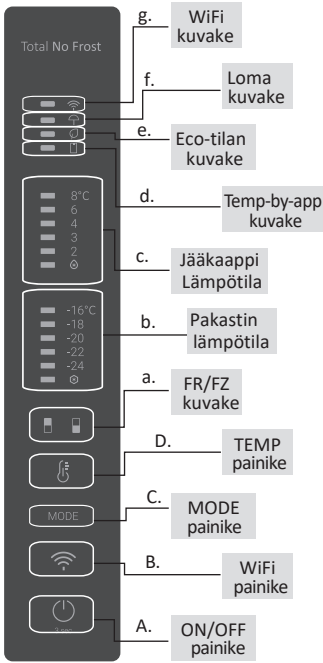 Total No Frost
g. WiFi
kuvake
f. Loma
kuvake
e. Eco-tilan
kuvake
d. Temp-by-app
kuvake
8°C
6
4
3
2
c. Jääkaappi
Lämpötila
-16°C
-18
-20
-22
-24
b. Pakastin
lämpötila
a. FR/FZ
kuvake
D. TEMP
painike
MODE
C. MODE
painike
B. WiFi
painike
A. ON/OFF
painike
3 sec